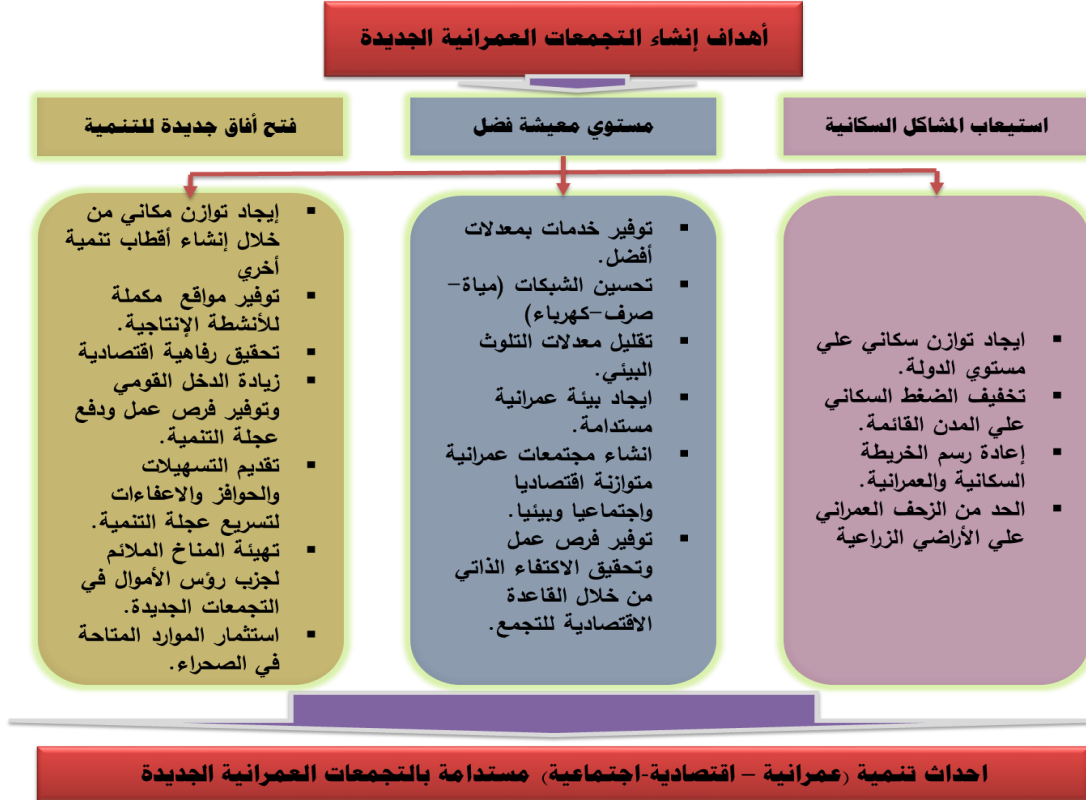 أهداف إنشاء التجمعات العمرانية الجديدة
استيعاب المشاكل السكانية
مستوي معيشة فضل
فتح أفاق جديدة للتنمية
▪ ايجاد توازن سكاني علي
مستوي الدولة.
▪ تخفيف الضغط السكاني
علي المدن القائمة.
▪ إعادة رسم الخريطة
السكانية والعمرانية.
▪ الحد من الزحف العمراني
علي الأراضي الزراعية
▪ توفير خدمات بمعدلات
أفضل.
▪ تحسين الشبكات (مياة-
صرف-كهرباء)
▪ تقليل معدلات التلوث
البيئي.
▪ ايجاد بيئة عمرانية
مستدامة.
▪ انشاء مجتمعات عمرانية
متوازنة اقتصاديا
واجتماعيا وبيئيا.
▪ توفير فرص عمل
وتحقيق الاكتفاء الذاتي
من خلال القاعدة
الاقتصادية للتجمع.
▪ إيجاد توازن مكاني من
خلال إنشاء أقطاب تنمية
أخري
▪ توفير مواقع مكملة
للأنشطة الإنتاجية.
▪ تحقيق رفاهية اقتصادية
▪ زيادة الدخل القومي
وتوفير فرص عمل ودفع
عجلة التنمية.
▪ تقديم التسهيلات
والحوافز والاعفاءات
لتسريع عجلة التنمية.
▪ تهيئة المناخ الملائم
لجزب رؤس الأموال في
التجمعات الجديدة.
▪ استثمار الموارد المتاحة
في الصحراء.
احداث تنمية (عمرانية – اقتصادية-اجتماعية) مستدامة بالتجمعات العمرانية الجديدة